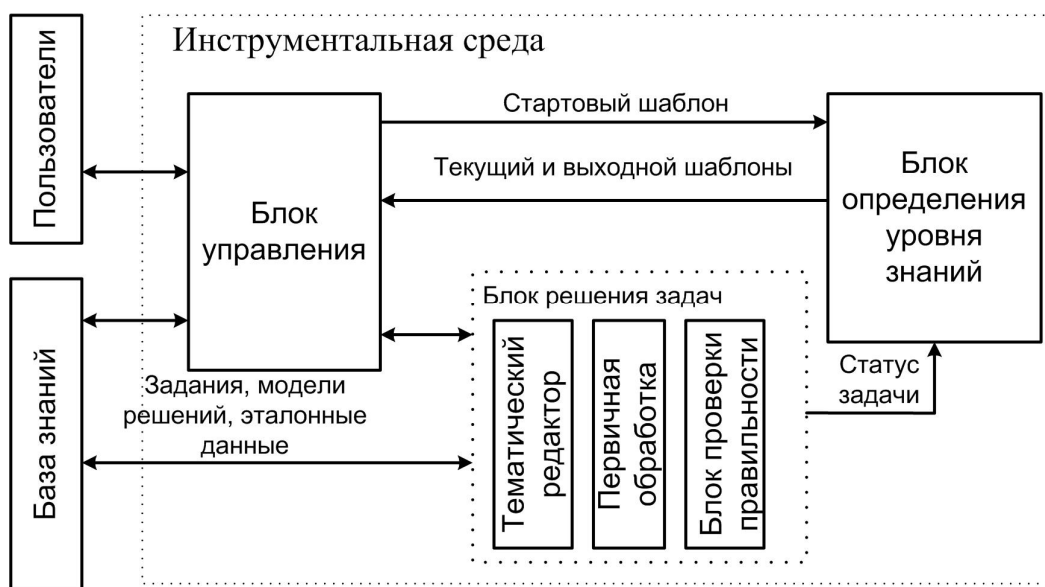 Инструментальная среда
Пользователи
База знаний
Блок
управления
Стартовый шаблон
Текущий и выходной шаблоны
Блок
определения
уровня
знаний
Блок решения задач
Тематический
редактор
Первичная
обработка
Блок проверки
правильности
Статус
задачи
Задания, модели
решений, эталонные
данные